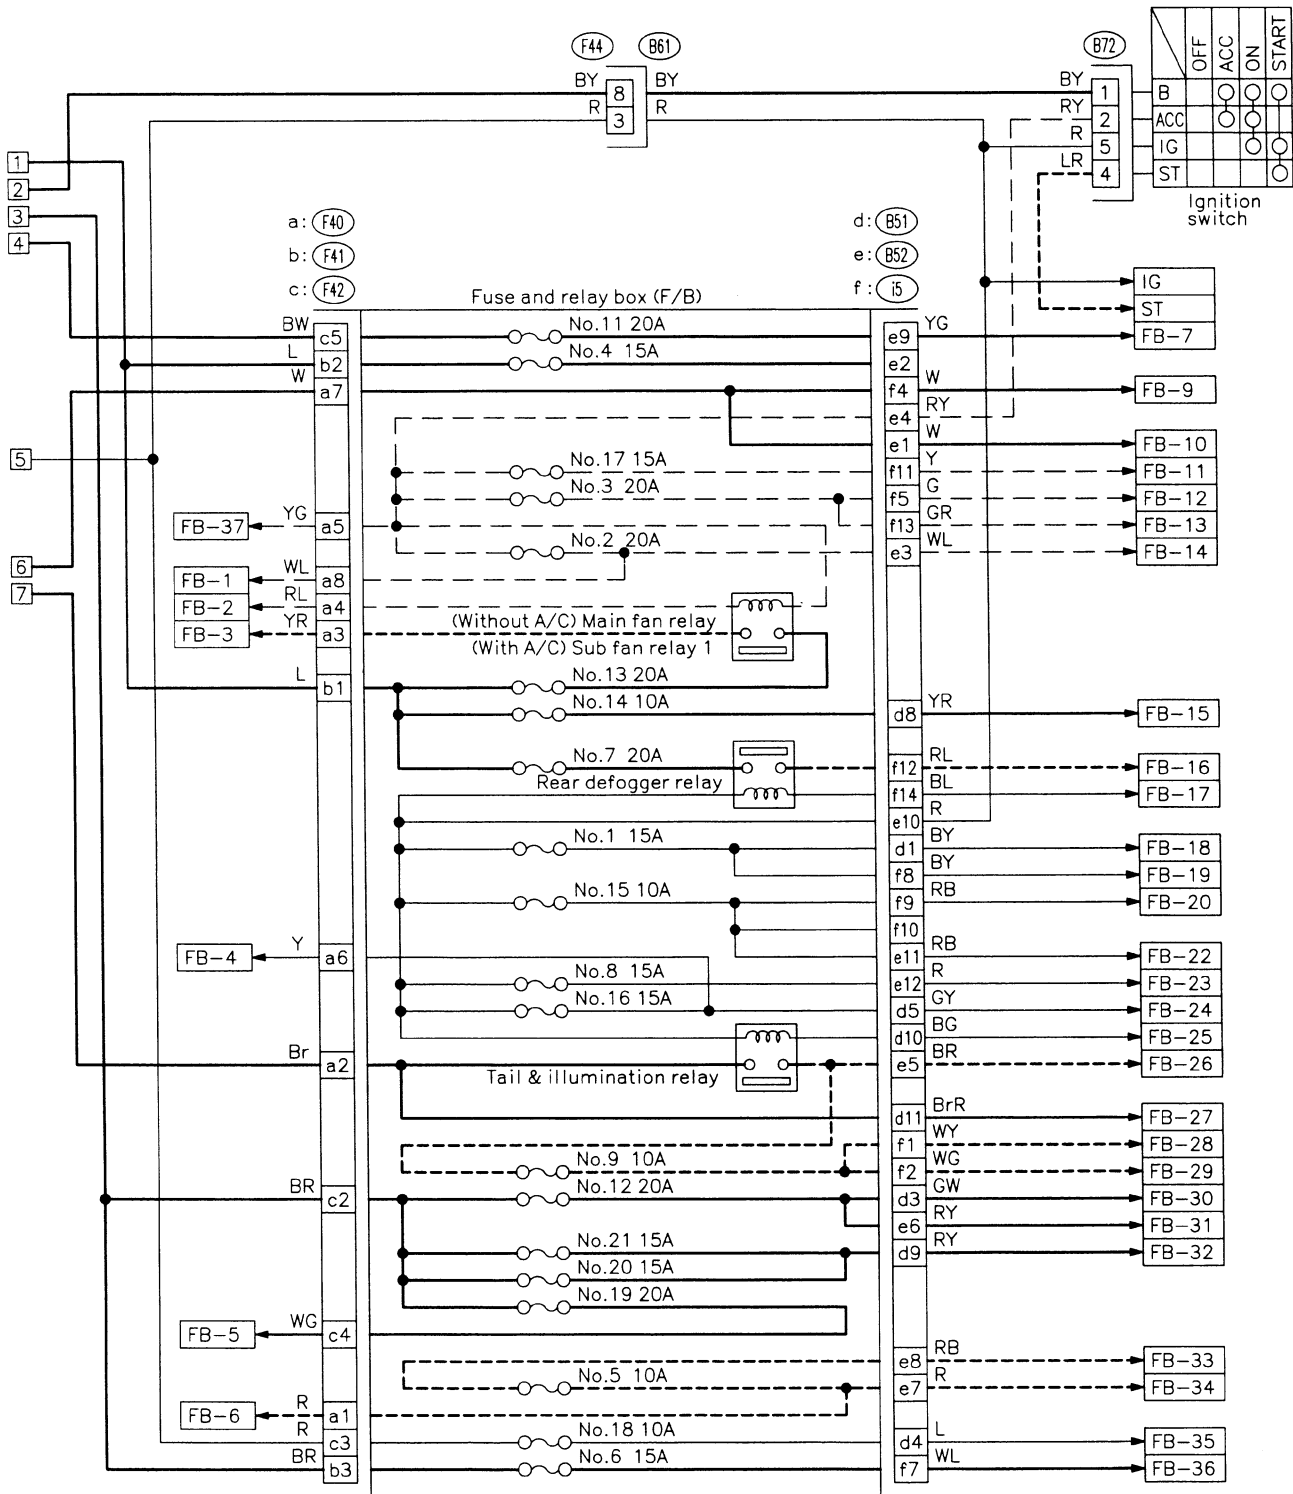 OFF ACC ON START
F44 B61 B72
BY 8 BY BY 1 B
R 3 R RY 2 ACC
R 5 IG
LR 4 ST
Ignition
switch
1
2
3
4
a: F40 d: B51
b: F41 e: B52
c: F42 f: i5
Fuse and relay box (F/B)
IG
ST
BW c5 No.11 20A e9 YG FB-7
L b2 No.4 15A e2
W a7 f4 W FB-9
e4 RY
e1 W FB-10
5 No.17 15A f11 Y FB-11
No.3 20A f5 G FB-12
FB-37 YG a5 f13 GR FB-13
No.2 20A e3 WL FB-14
6
FB-1 WL a8
7 FB-2 RL a4
(Without A/C) Main fan relay
FB-3 YR a3
(With A/C) Sub fan relay 1
L b1 No.13 20A
No.14 10A d8 YR FB-15
No.7 20A f12 RL FB-16
Rear defogger relay f14 BL FB-17
e10 R
No.1 15A d1 BY FB-18
f8 BY FB-19
No.15 10A f9 RB FB-20
f10
FB-4 Y a6 e11 RB FB-22
No.8 15A e12 R FB-23
No.16 15A d5 GY FB-24
d10 BG FB-25
Br a2 e5 BR FB-26
Tail & illumination relay
d11 BrR FB-27
f1 WY FB-28
No.9 10A f2 WG FB-29
BR c2 No.12 20A d3 GW FB-30
e6 RY FB-31
No.21 15A d9 RY FB-32
No.20 15A
No.19 20A
FB-5 WG c4
e8 RB FB-33
No.5 10A e7 R FB-34
FB-6 R a1
R c3 No.18 10A d4 L FB-35
BR b3 No.6 15A f7 WL FB-36